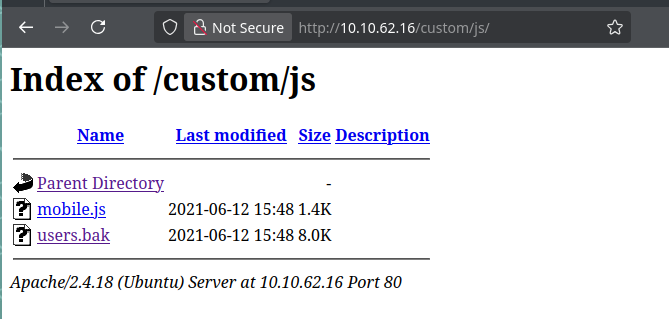 Not Secure http://10.10.62.16/custom/js/
Index of /custom/js
Name Last modified Size Description
Parent Directory -
mobile.js 2021-06-12 15:48 1.4K
users.bak 2021-06-12 15:48 8.0K
Apache/2.4.18 (Ubuntu) Server at 10.10.62.16 Port 80